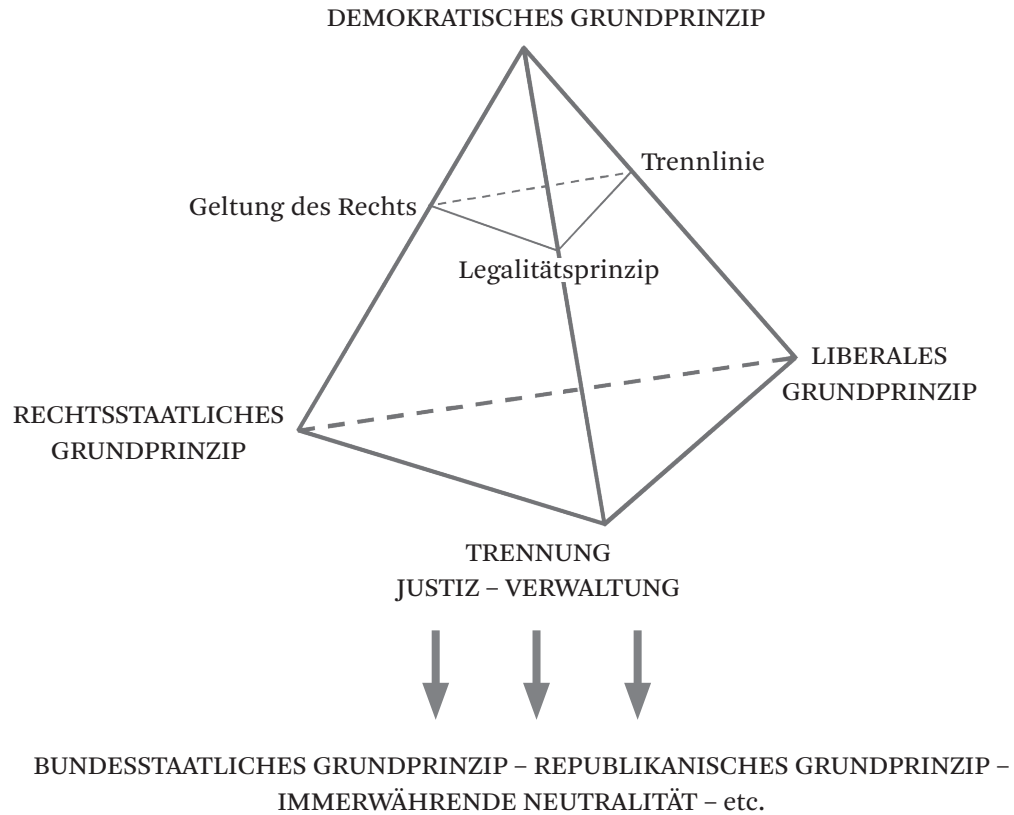 DEMOKRATISCHES GRUNDPRINZIP
Trennlinie
Geltung des Rechts
Legalitätsprinzip
LIBERALES
GRUNDPRINZIP
RECHTSSTAATLICHES
GRUNDPRINZIP
TRENNUNG
JUSTIZ – VERWALTUNG
BUNDESSTAATLICHES GRUNDPRINZIP – REPUBLIKANISCHES GRUNDPRINZIP –
IMMERWÄHRENDE NEUTRALITÄT – etc.